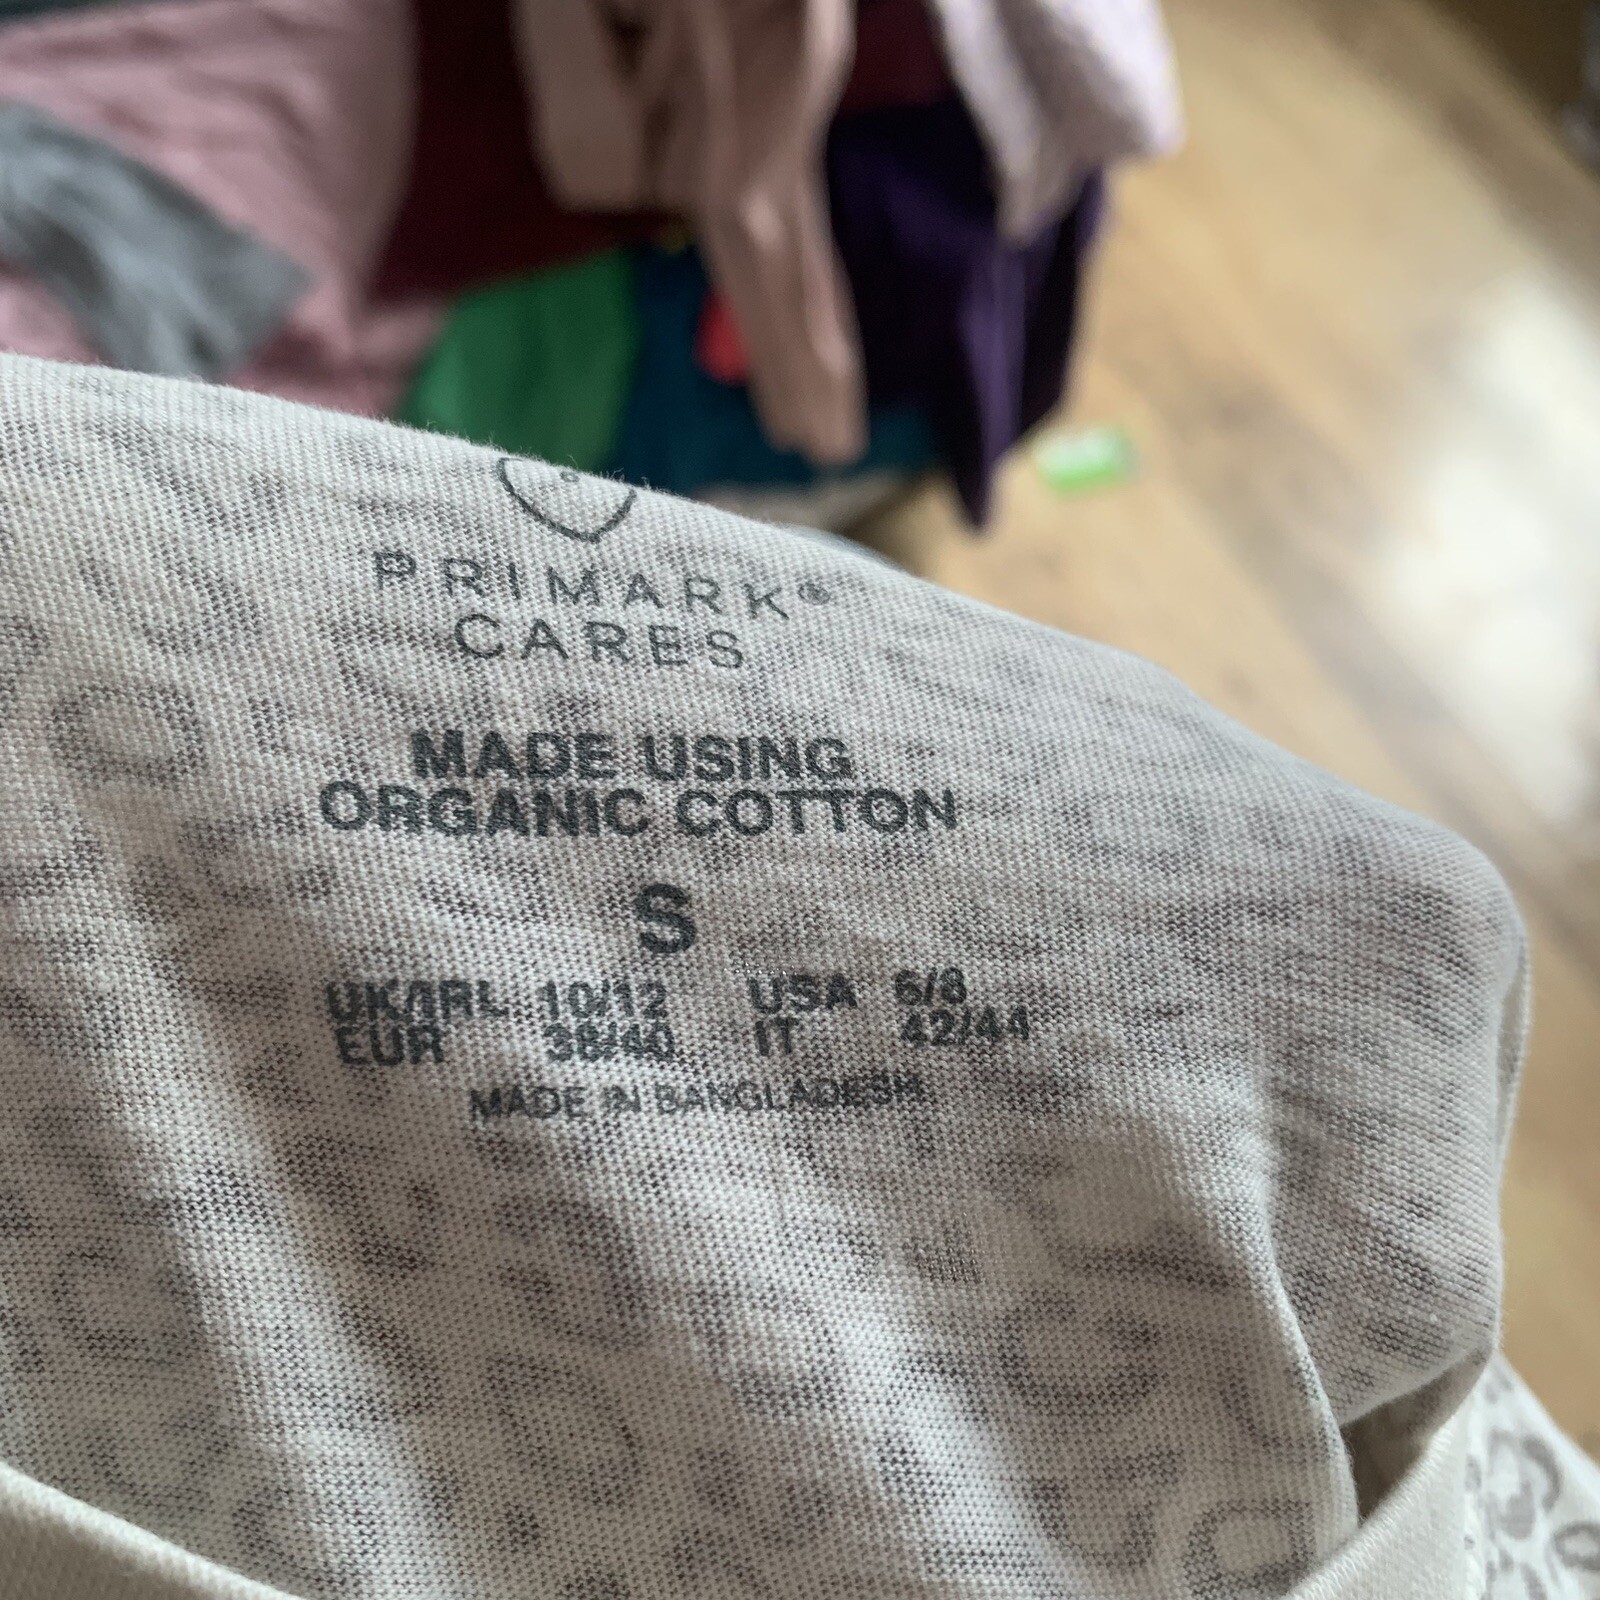 PRIMARK®
CARES
MADE USING
ORGANIC COTTON
S
UK/IRL 10/12 USA 6/8
EUR 38/40 IT 42/44
MADE IN BANGLADESH